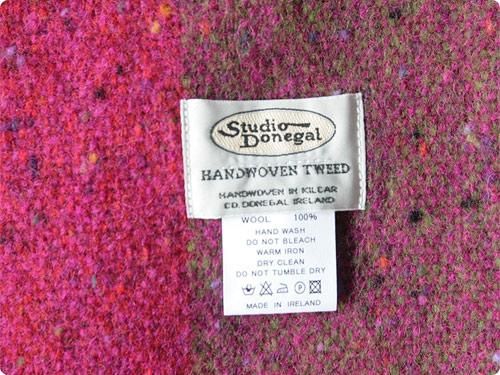 Studio
Donegal
HANDWOVEN TWEED
HANDWOVEN IN KILCAR
CO. DONEGAL IRELAND
WOOL 100%
HAND WASH
DO NOT BLEACH
WARM IRON
DRY CLEAN
DO NOT TUMBLE DRY
P
MADE IN IRELAND